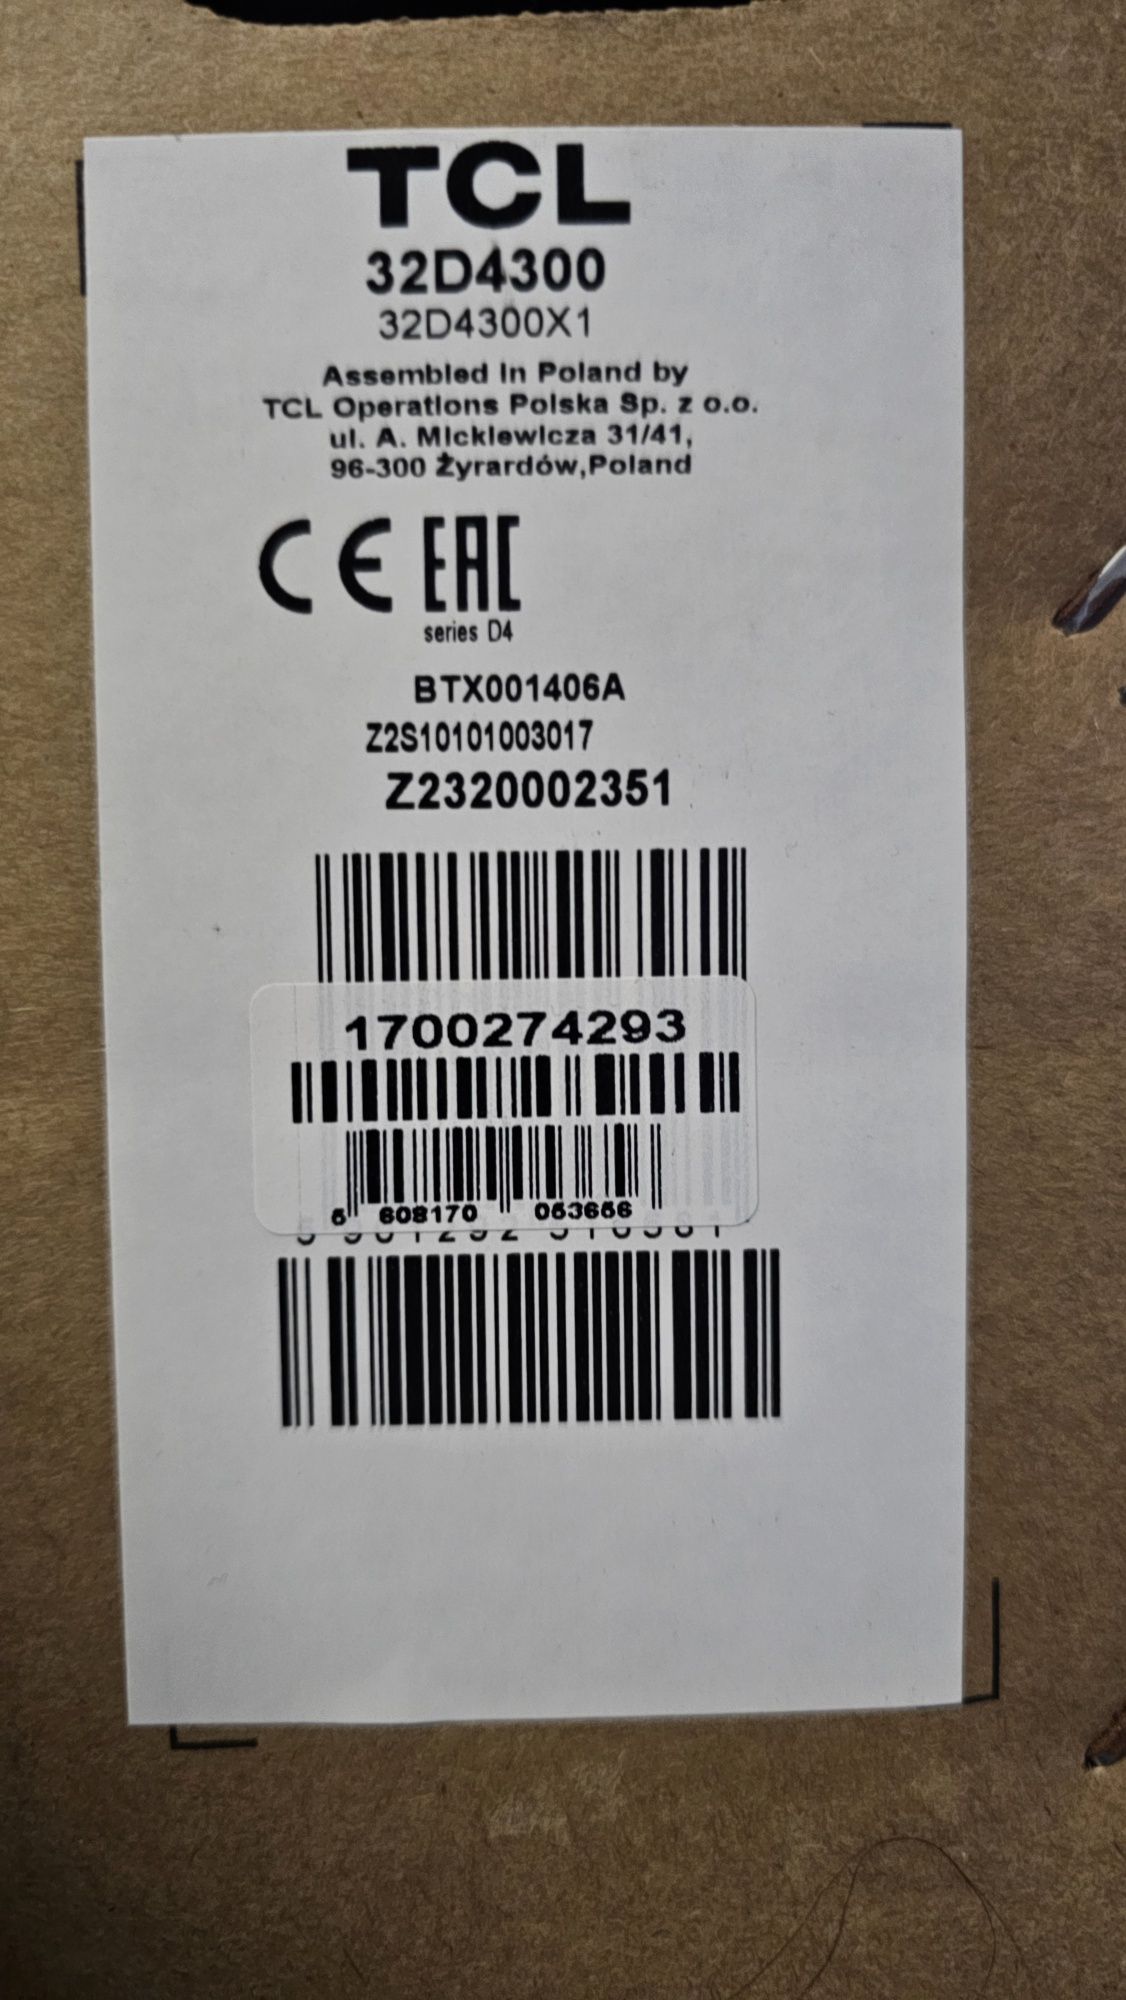 TCL
32D4300
32D4300X1
Assembled In Poland by
TCL Operations Polska Sp. z o.o.
ul. A. Mickiewicza 31/41,
96-300 Żyrardów,Poland
CE EAC
series D4
BTX001406A
Z2S10101003017
Z2320002351
1700274293
5 608170 053656